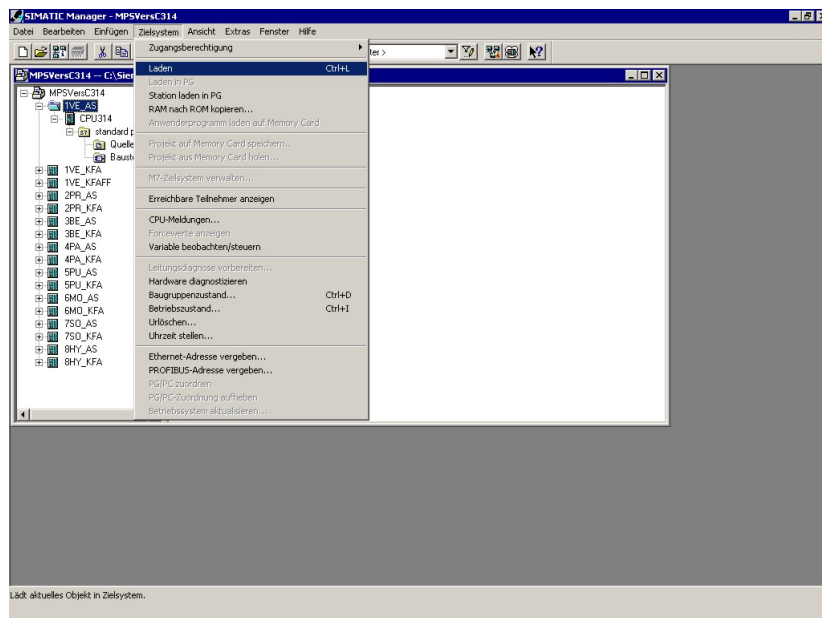 SIMATIC Manager - MPSVersC314
Datei Bearbeiten Einfügen Zielsystem Ansicht Extras Fenster Hilfe
Zugangsberechtigung
Laden Ctrl+L
Laden in PG
Station laden in PG
RAM nach ROM kopieren...
Anwenderprogramm laden auf Memory Card
Projekt auf Memory Card speichern..
Projekt aus Memory Card holen...
M7-Zielsystem verwalten...
Erreichbare Teilnehmer anzeigen
CPU-Meldungen...
Forcewerte anzeigen
Variable beobachten/steuern
Leitungsdiagnose vorbereiten...
Hardware diagnostizieren
Baugruppenzustand... Ctrl+D
Betriebszustand... Ctrl+I
Urlöschen...
Uhrzeit stellen...
Ethernet-Adresse vergeben...
PROFIBUS-Adresse vergeben...
PG/PC zuordnen
PG/PC-Zuordnung aufheben
Betriebssystem aktualisieren...
ter >
MPSVersC314 -- C:\Sier
MPSVersC314
1VE_AS
CPU314
standard p
Quelle
Baust
1VE_KFA
1VE_KFAFF
2PR_AS
2PR_KFA
3BE_AS
3BE_KFA
4PA_AS
4PA_KFA
5PU_AS
5PU_KFA
6MO_AS
6MO_KFA
7SO_AS
7SO_KFA
8HY_AS
8HY_KFA
Lädt aktuelles Objekt in Zielsystem.